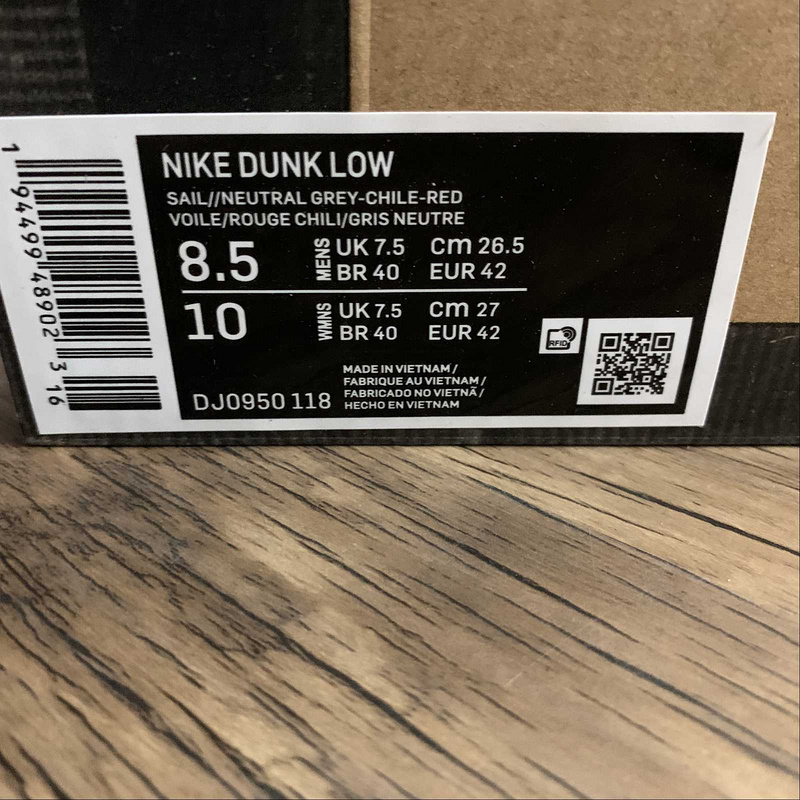 NIKE DUNK LOW
SAIL//NEUTRAL GREY-CHILE-RED
VOILE/ROUGE CHILI/GRIS NEUTRE
8.5 MENS UK 7.5 cm 26.5
BR 40 EUR 42
10 WMNS UK 7.5 cm 27
BR 40 EUR 42
RFID
DJ0950 118
MADE IN VIETNAM /
FABRIQUE AU VIETNAM /
FABRICADO NO VIETNÃ /
HECHO EN VIETNAM
1 94499 48902 3 16